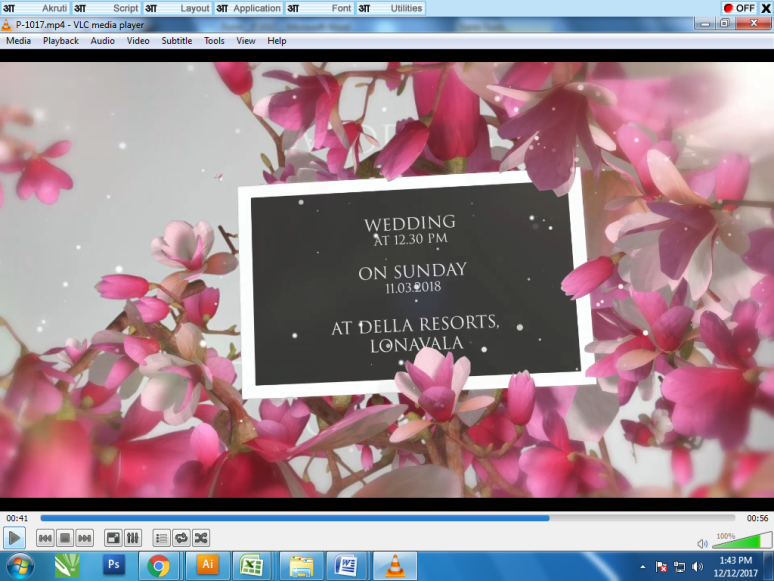 अा Akruti अा Script अा Layout अा Application अा Font अा Utilities OFF X
P-1017.mp4 - VLC media player
Media Playback Audio Video Subtitle Tools View Help
WEDDING
AT 12.30 PM
ON SUNDAY
11.03.2018
AT DELLA RESORTS,
LONAVALA
00:41 00:56
100%
Ps Ai W
1:43 PM
12/12/2017